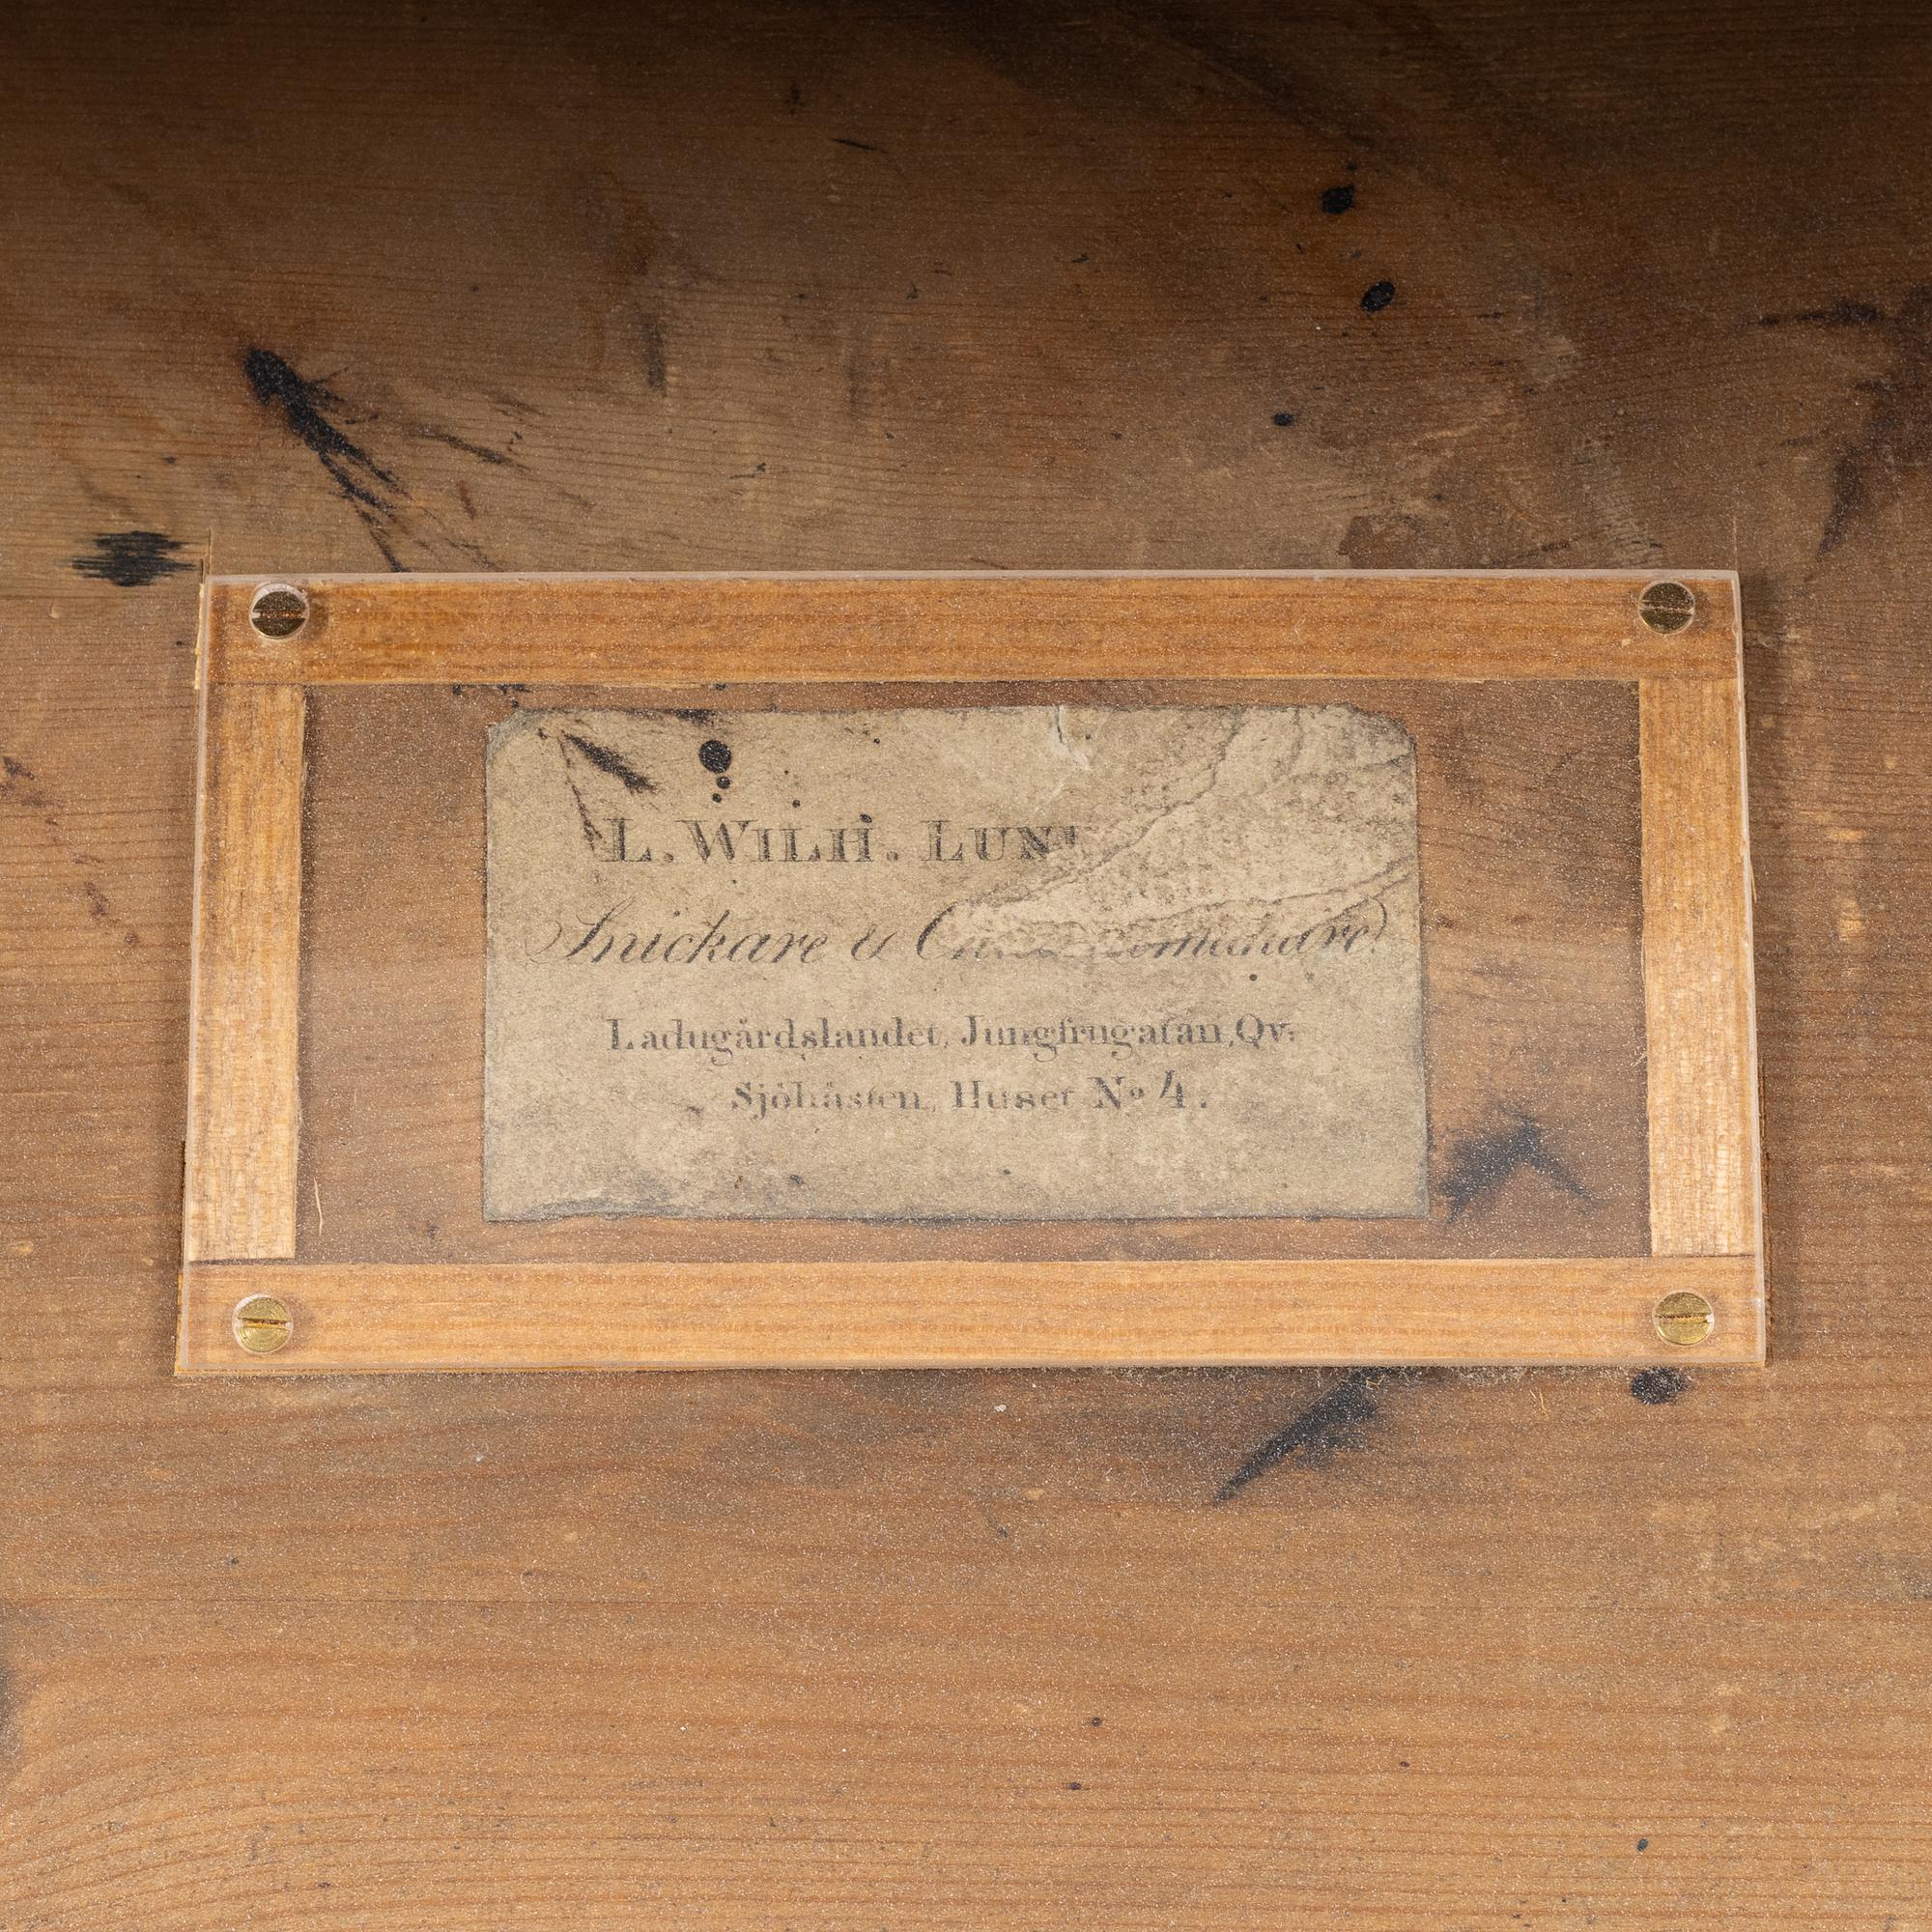 L. WILH. LUN
Snickare &
Ladugårdslandet, Jungfrugatan, Qv.
Sjöhästen, Huset No 4.